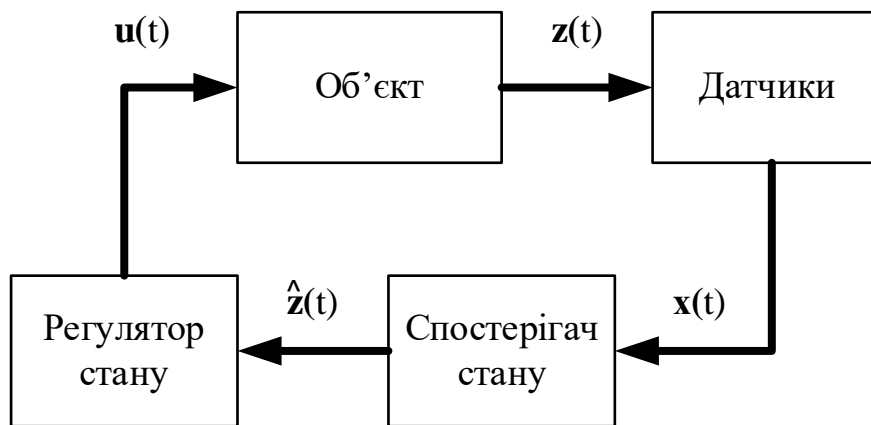 u(t)
z(t)
Об’єкт
Датчики
ẑ(t)
x(t)
Регулятор
стану
Спостерігач
стану